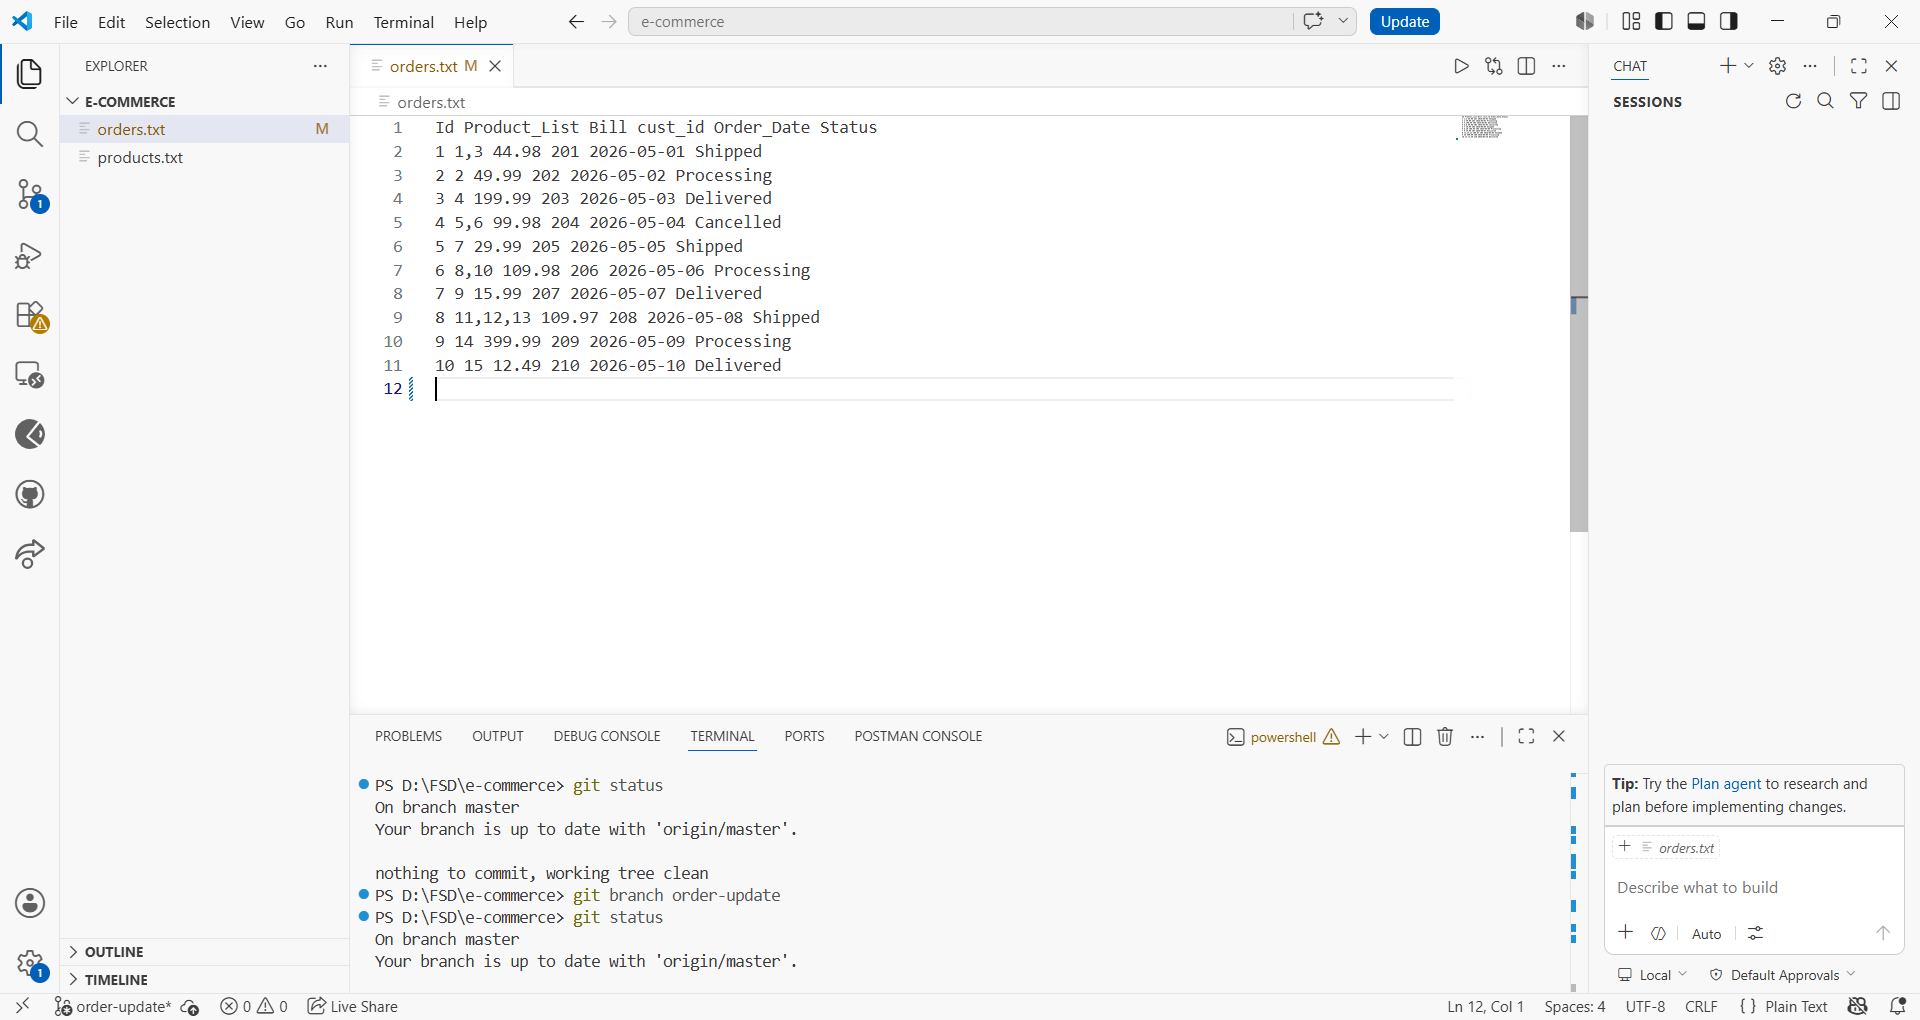 File Edit Selection View Go Run Terminal Help
e-commerce
Update
EXPLORER
E-COMMERCE
orders.txt M
products.txt
OUTLINE
TIMELINE
orders.txt M
orders.txt
1 Id Product_List Bill cust_id Order_Date Status
2 1 1,3 44.98 201 2026-05-01 Shipped
3 2 2 49.99 202 2026-05-02 Processing
4 3 4 199.99 203 2026-05-03 Delivered
5 4 5,6 99.98 204 2026-05-04 Cancelled
6 5 7 29.99 205 2026-05-05 Shipped
7 6 8,10 109.98 206 2026-05-06 Processing
8 7 9 15.99 207 2026-05-07 Delivered
9 8 11,12,13 109.97 208 2026-05-08 Shipped
10 9 14 399.99 209 2026-05-09 Processing
11 10 15 12.49 210 2026-05-10 Delivered
12
PROBLEMS OUTPUT DEBUG CONSOLE TERMINAL PORTS POSTMAN CONSOLE
powershell
PS D:\FSD\e-commerce> git status
On branch master
Your branch is up to date with 'origin/master'.
nothing to commit, working tree clean
PS D:\FSD\e-commerce> git branch order-update
PS D:\FSD\e-commerce> git status
On branch master
Your branch is up to date with 'origin/master'.
CHAT
SESSIONS
Tip: Try the Plan agent to research and
plan before implementing changes.
orders.txt
Describe what to build
Auto
Local Default Approvals
1
1
order-update* 0 0 Live Share
Ln 12, Col 1 Spaces: 4 UTF-8 CRLF {} Plain Text